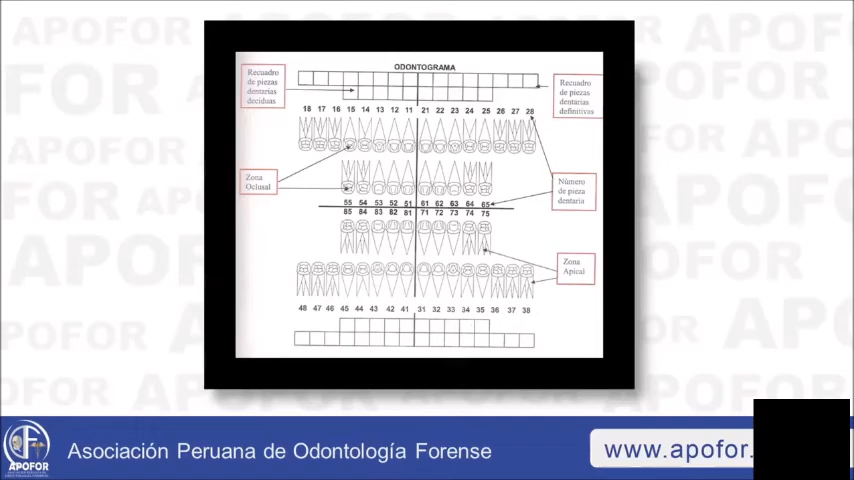 ODONTOGRAMA
Recuadro
de piezas
dentarias
deciduas
Recuadro
de piezas
dentarias
definitivas
18 17 16 15 14 13 12 11 21 22 23 24 25 26 27 28
Zona
Oclusal
Número
de pieza
dentaria
55 54 53 52 51 61 62 63 64 65
85 84 83 82 81 71 72 73 74 75
Zona
Apical
48 47 46 45 44 43 42 41 31 32 33 34 35 36 37 38
APOFOR
Asociación Peruana de Odontología Forense
www.apofor.